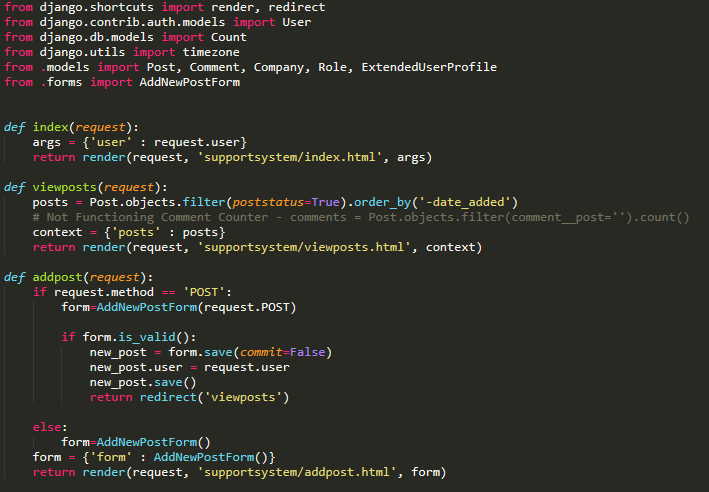 from django.shortcuts import render, redirect
from django.contrib.auth.models import User
from django.db.models import Count
from django.utils import timezone
from .models import Post, Comment, Company, Role, ExtendedUserProfile
from .forms import AddNewPostForm
def index(request):
    args = {'user' : request.user}
    return render(request, 'supportsystem/index.html', args)
def viewposts(request):
    posts = Post.objects.filter(poststatus=True).order_by('-date_added')
    # Not Functioning Comment Counter - comments = Post.objects.filter(comment__post='').count()
    context = {'posts' : posts}
    return render(request, 'supportsystem/viewposts.html', context)
def addpost(request):
    if request.method == 'POST':
        form=AddNewPostForm(request.POST)
        if form.is_valid():
            new_post = form.save(commit=False)
            new_post.user = request.user
            new_post.save()
            return redirect('viewposts')
    else:
        form=AddNewPostForm()
    form = {'form' : AddNewPostForm()}
    return render(request, 'supportsystem/addpost.html', form)